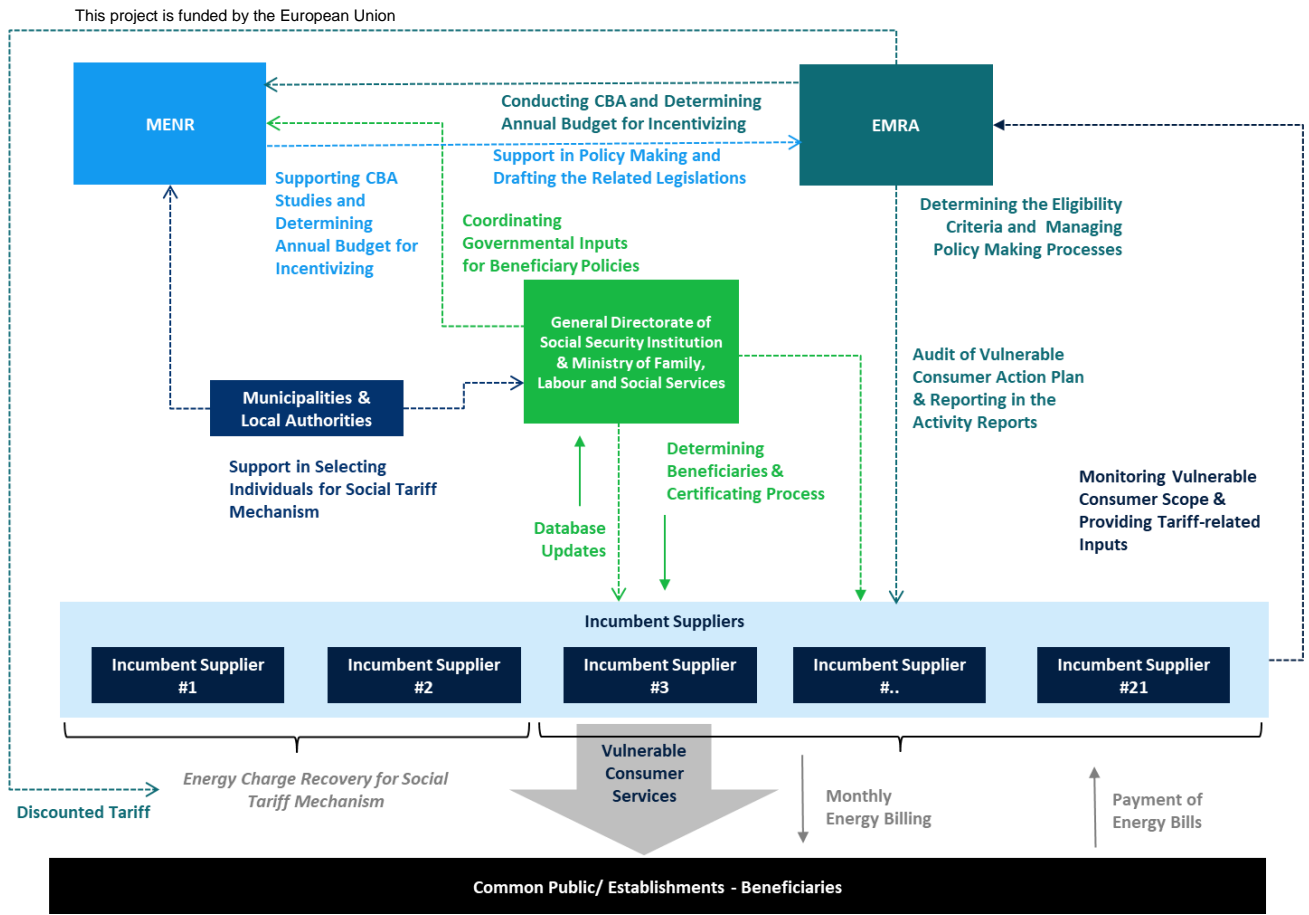 This project is funded by the European Union
MENR
EMRA
Conducting CBA and Determining
Annual Budget for Incentivizing
Support in Policy Making and
Drafting the Related Legislations
Supporting CBA
Studies and
Determining
Annual Budget for
Incentivizing
Coordinating
Governmental Inputs
for Beneficiary Policies
Determining the Eligibility
Criteria and Managing
Policy Making Processes
General Directorate of
Social Security Institution
& Ministry of Family,
Labour and Social Services
Audit of Vulnerable
Consumer Action Plan
& Reporting in the
Activity Reports
Municipalities &
Local Authorities
Support in Selecting
Individuals for Social Tariff
Mechanism
Determining
Beneficiaries &
Certificating Process
Monitoring Vulnerable
Consumer Scope &
Providing Tariff-related
Inputs
Database
Updates
Incumbent Suppliers
Incumbent Supplier
#1
Incumbent Supplier
#2
Incumbent Supplier
#3
Incumbent Supplier
#..
Incumbent Supplier
#21
Energy Charge Recovery for Social
Tariff Mechanism
Discounted Tariff
Vulnerable
Consumer
Services
Monthly
Energy Billing
Payment of
Energy Bills
Common Public/ Establishments - Beneficiaries